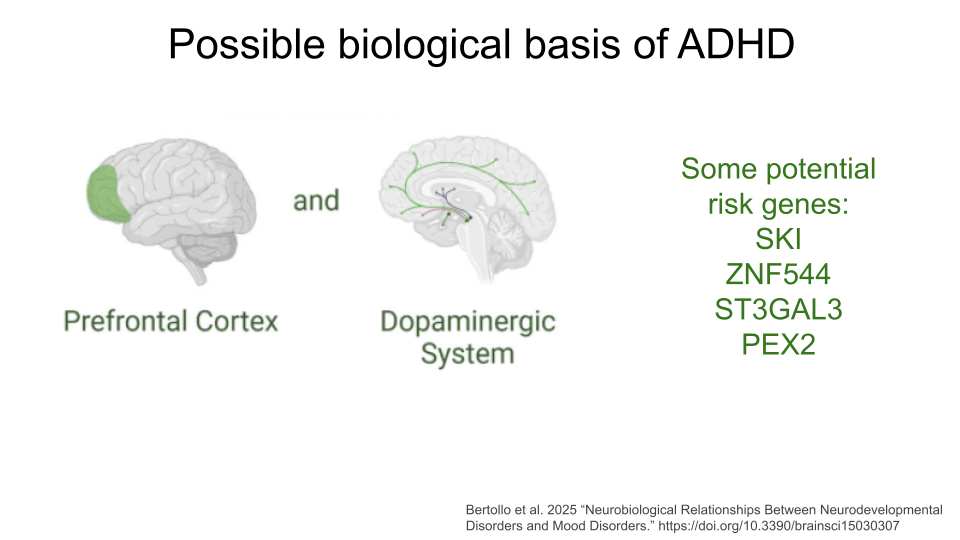 Possible biological basis of ADHD
and
Prefrontal Cortex
Dopaminergic
System
Some potential
risk genes:
SKI
ZNF544
ST3GAL3
PEX2
Bertollo et al. 2025 “Neurobiological Relationships Between Neurodevelopmental
Disorders and Mood Disorders.” https://doi.org/10.3390/brainsci15030307